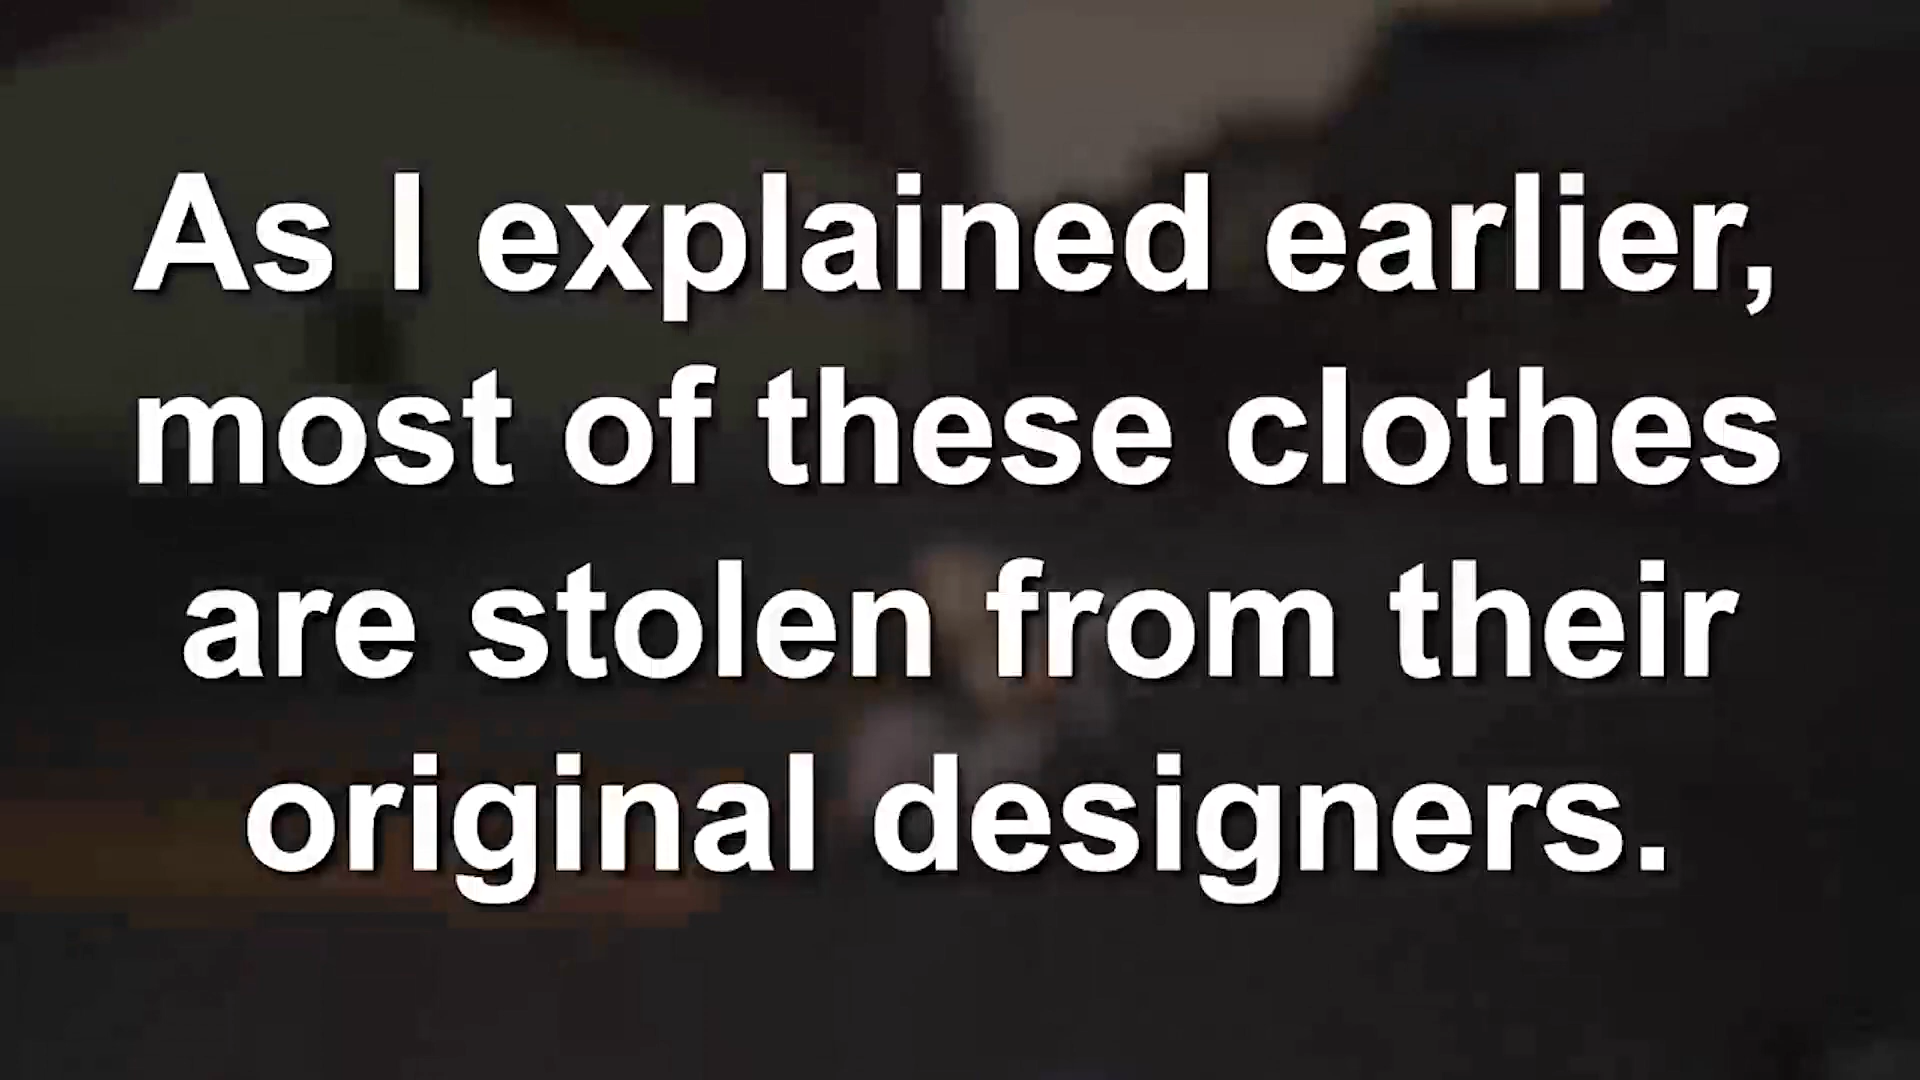 As I explained earlier,
most of these clothes
are stolen from their
original designers.